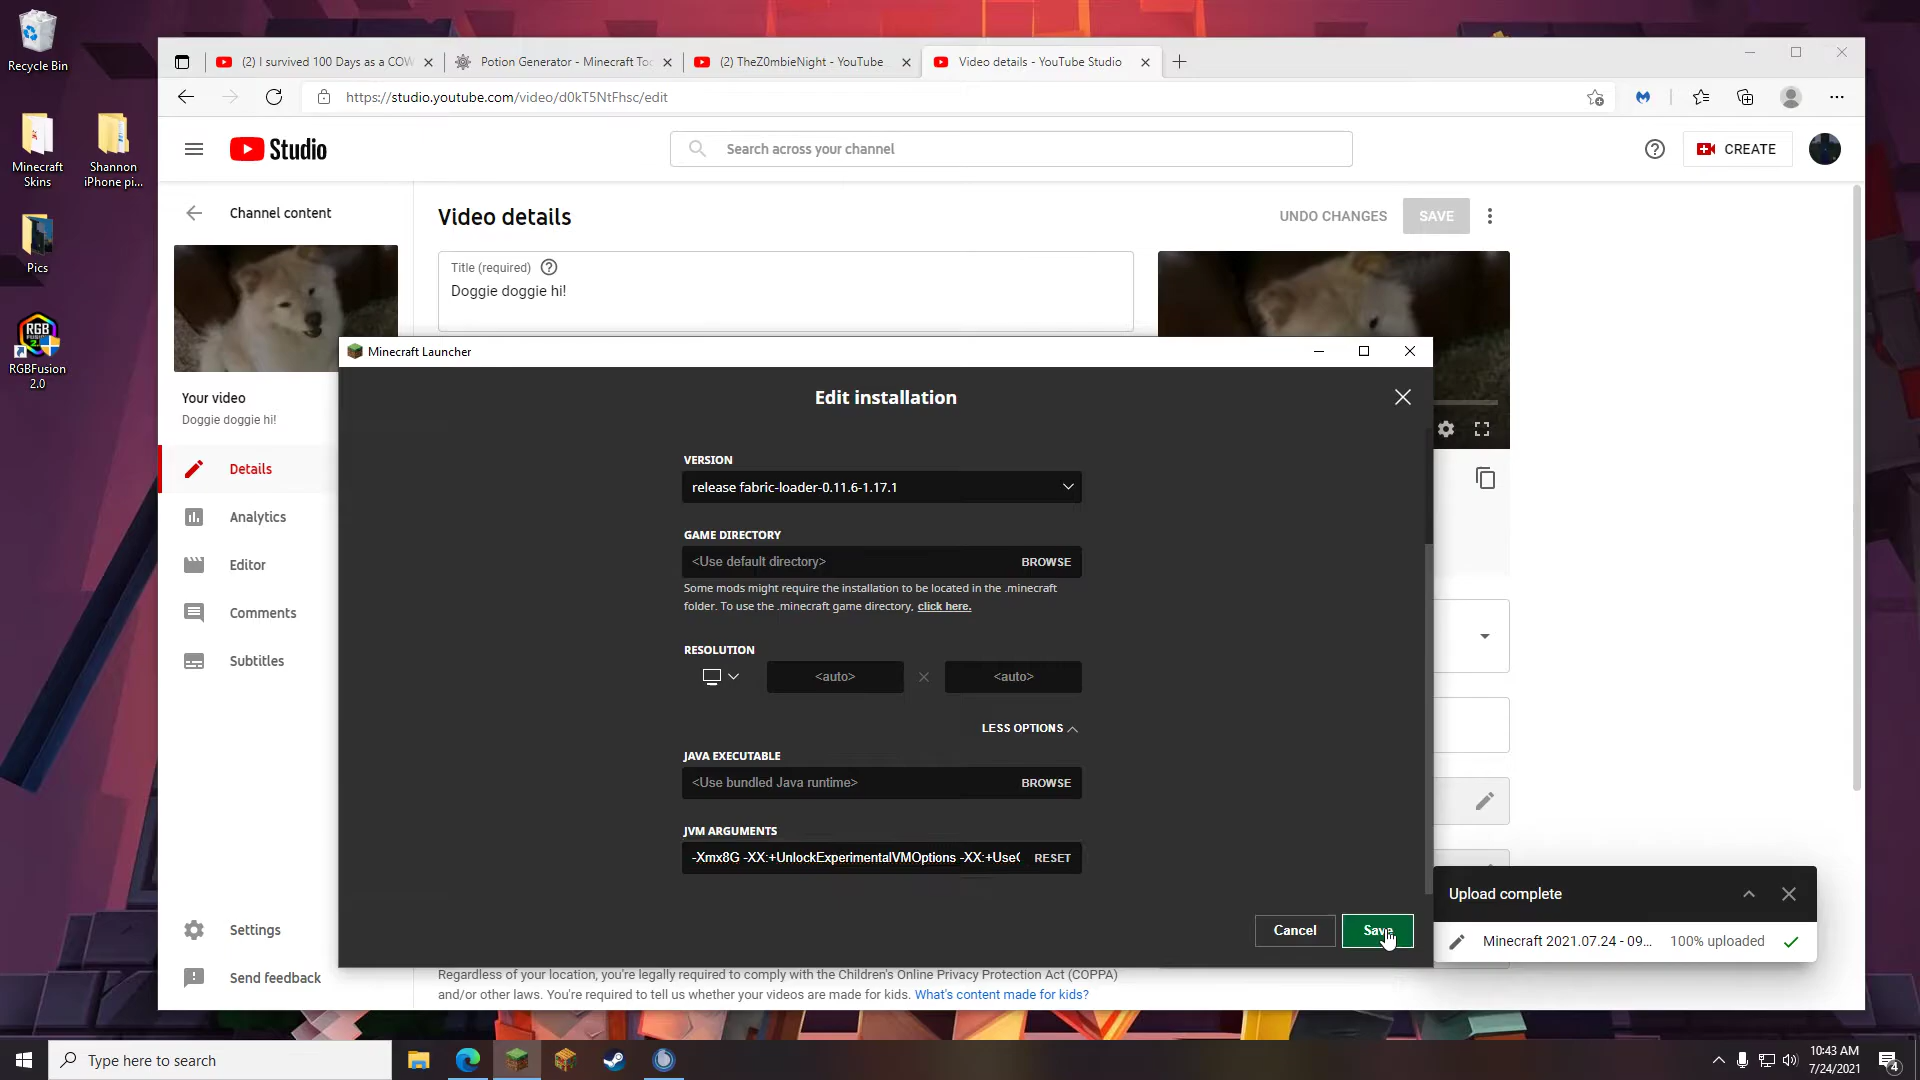 Recycle Bin
Minecraft Skins
Shannon iPhone pi...
Pics
RGB
RGBFusion 2.0
(2) I survived 100 Days as a COW
Potion Generator - Minecraft Too
(2) TheZ0mbieNight - YouTube
Video details - YouTube Studio
https://studio.youtube.com/video/d0kT5NtFhsc/edit
Studio
Search across your channel
CREATE
Channel content
Video details
UNDO CHANGES
SAVE
Title (required)
Doggie doggie hi!
Your video
Doggie doggie hi!
Details
Analytics
Editor
Comments
Subtitles
Settings
Send feedback
Minecraft Launcher
Edit installation
VERSION
release fabric-loader-0.11.6-1.17.1
GAME DIRECTORY
<Use default directory>
BROWSE
Some mods might require the installation to be located in the .minecraft
folder. To use the .minecraft game directory, click here.
RESOLUTION
<auto>
<auto>
LESS OPTIONS
JAVA EXECUTABLE
<Use bundled Java runtime>
BROWSE
JVM ARGUMENTS
-Xmx8G -XX:+UnlockExperimentalVMOptions -XX:+Use
RESET
Cancel
Save
Upload complete
Minecraft 2021.07.24 - 09...
100% uploaded
Regardless of your location, you're legally required to comply with the Children's Online Privacy Protection Act (COPPA)
and/or other laws. You're required to tell us whether your videos are made for kids. What's content made for kids?
Type here to search
10:43 AM
7/24/2021
4